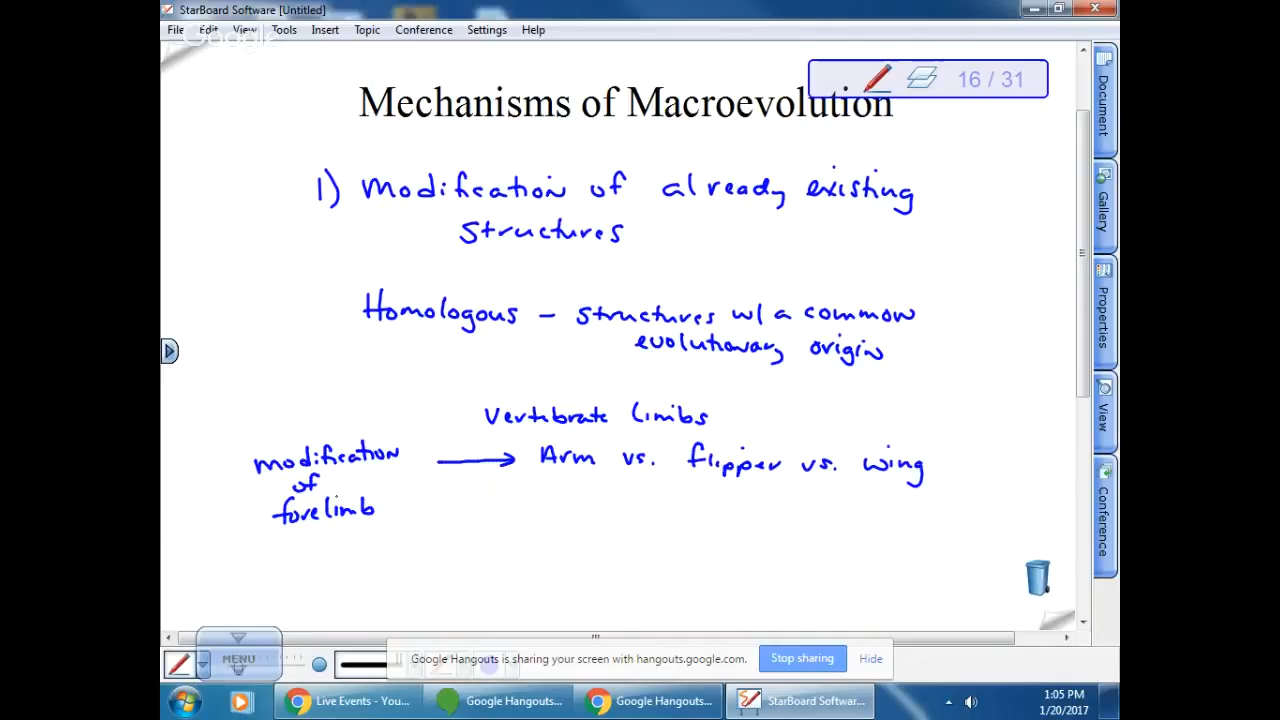 StarBoard Software [Untitled]
File Edit View Tools Insert Topic Conference Settings Help
Google
16 / 31
Mechanisms of Macroevolution
1) Modification of already existing
structures
Homologous – structures w/ a common
evolutionary origin
Vertebrate limbs
modification → Arm vs. flipper vs. wing
of
forelimb
Document
Gallery
Properties
View
Conference
MENU
Google Hangouts is sharing your screen with hangouts.google.com. Stop sharing Hide
Live Events - You... Google Hangouts... Google Hangouts... StarBoard Softwar...
1:05 PM
1/20/2017